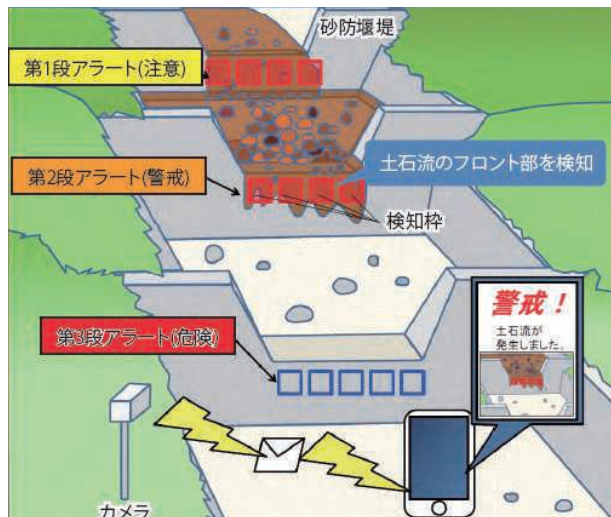 砂防堰堤
第1段アラート(注意)
土石流のフロント部を検知
第2段アラート(警戒)
検知枠
警戒！
土石流が
発生しました。
第3段アラート(危険)
カメラ